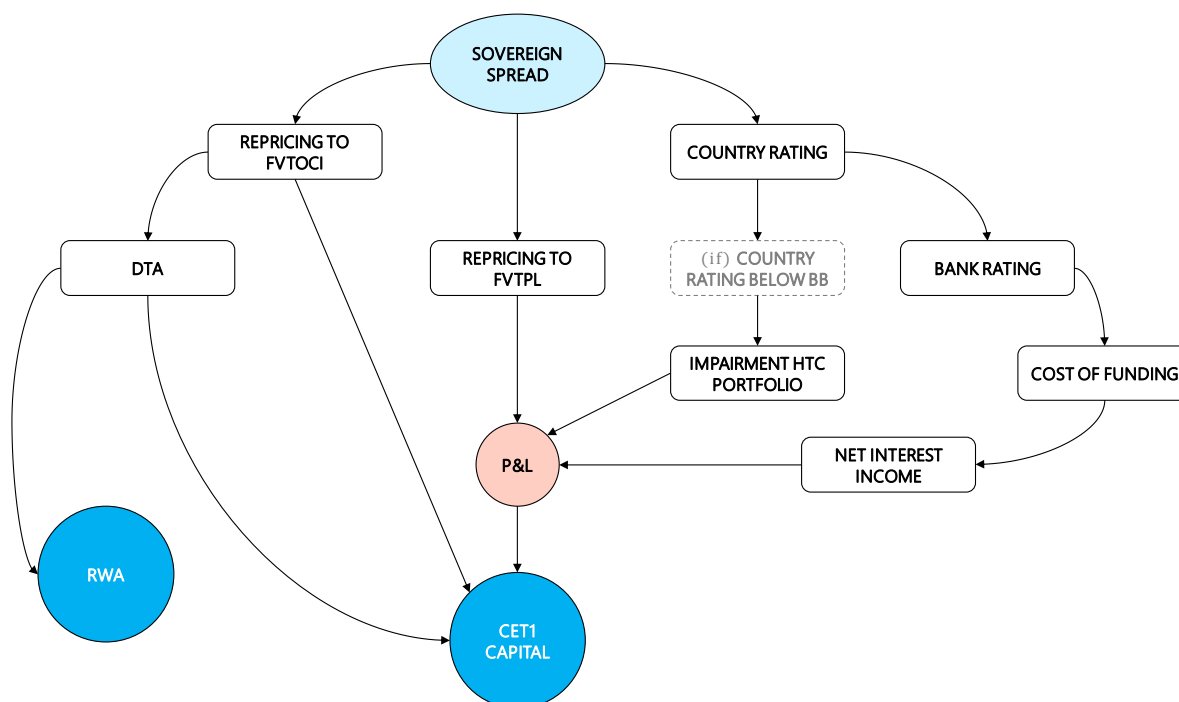 SOVEREIGN
SPREAD
REPRICING TO
FVTOCI
COUNTRY RATING
DTA
REPRICING TO
FVTPL
(if) COUNTRY
RATING BELOW BB
BANK RATING
IMPAIRMENT HTC
PORTFOLIO
COST OF FUNDING
P&L
NET INTEREST
INCOME
RWA
CET1
CAPITAL